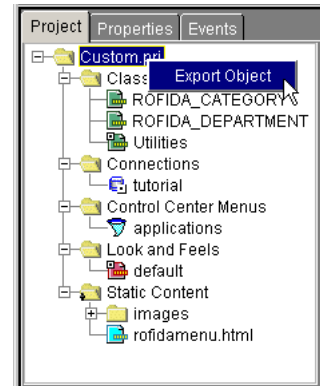 Project Properties Events
Custom.prj
Class
Export Object
ROFIDA_CATEGORY
ROFIDA_DEPARTMENT
Utilities
Connections
tutorial
Control Center Menus
applications
Look and Feels
default
Static Content
images
rofidamenu.html